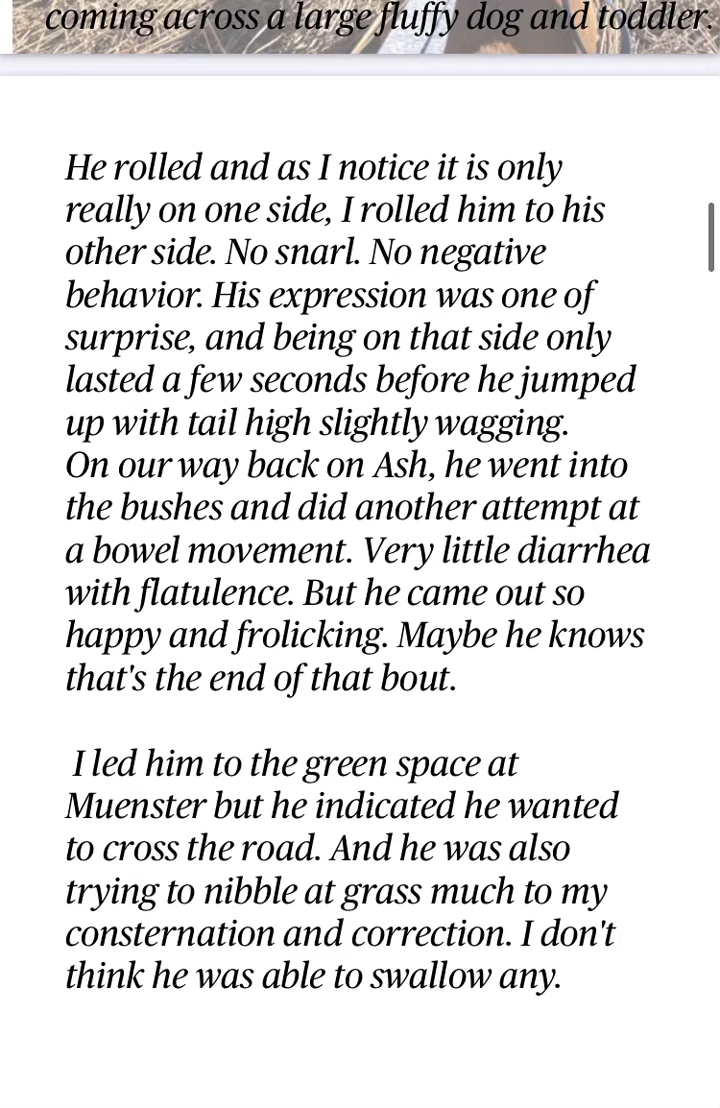 coming across a large fluffy dog and toddler.
He rolled and as I notice it is only
really on one side, I rolled him to his
other side. No snarl. No negative
behavior. His expression was one of
surprise, and being on that side only
lasted a few seconds before he jumped
up with tail high slightly wagging.
On our way back on Ash, he went into
the bushes and did another attempt at
a bowel movement. Very little diarrhea
with flatulence. But he came out so
happy and frolicking. Maybe he knows
that's the end of that bout.
I led him to the green space at
Muenster but he indicated he wanted
to cross the road. And he was also
trying to nibble at grass much to my
consternation and correction. I don't
think he was able to swallow any.